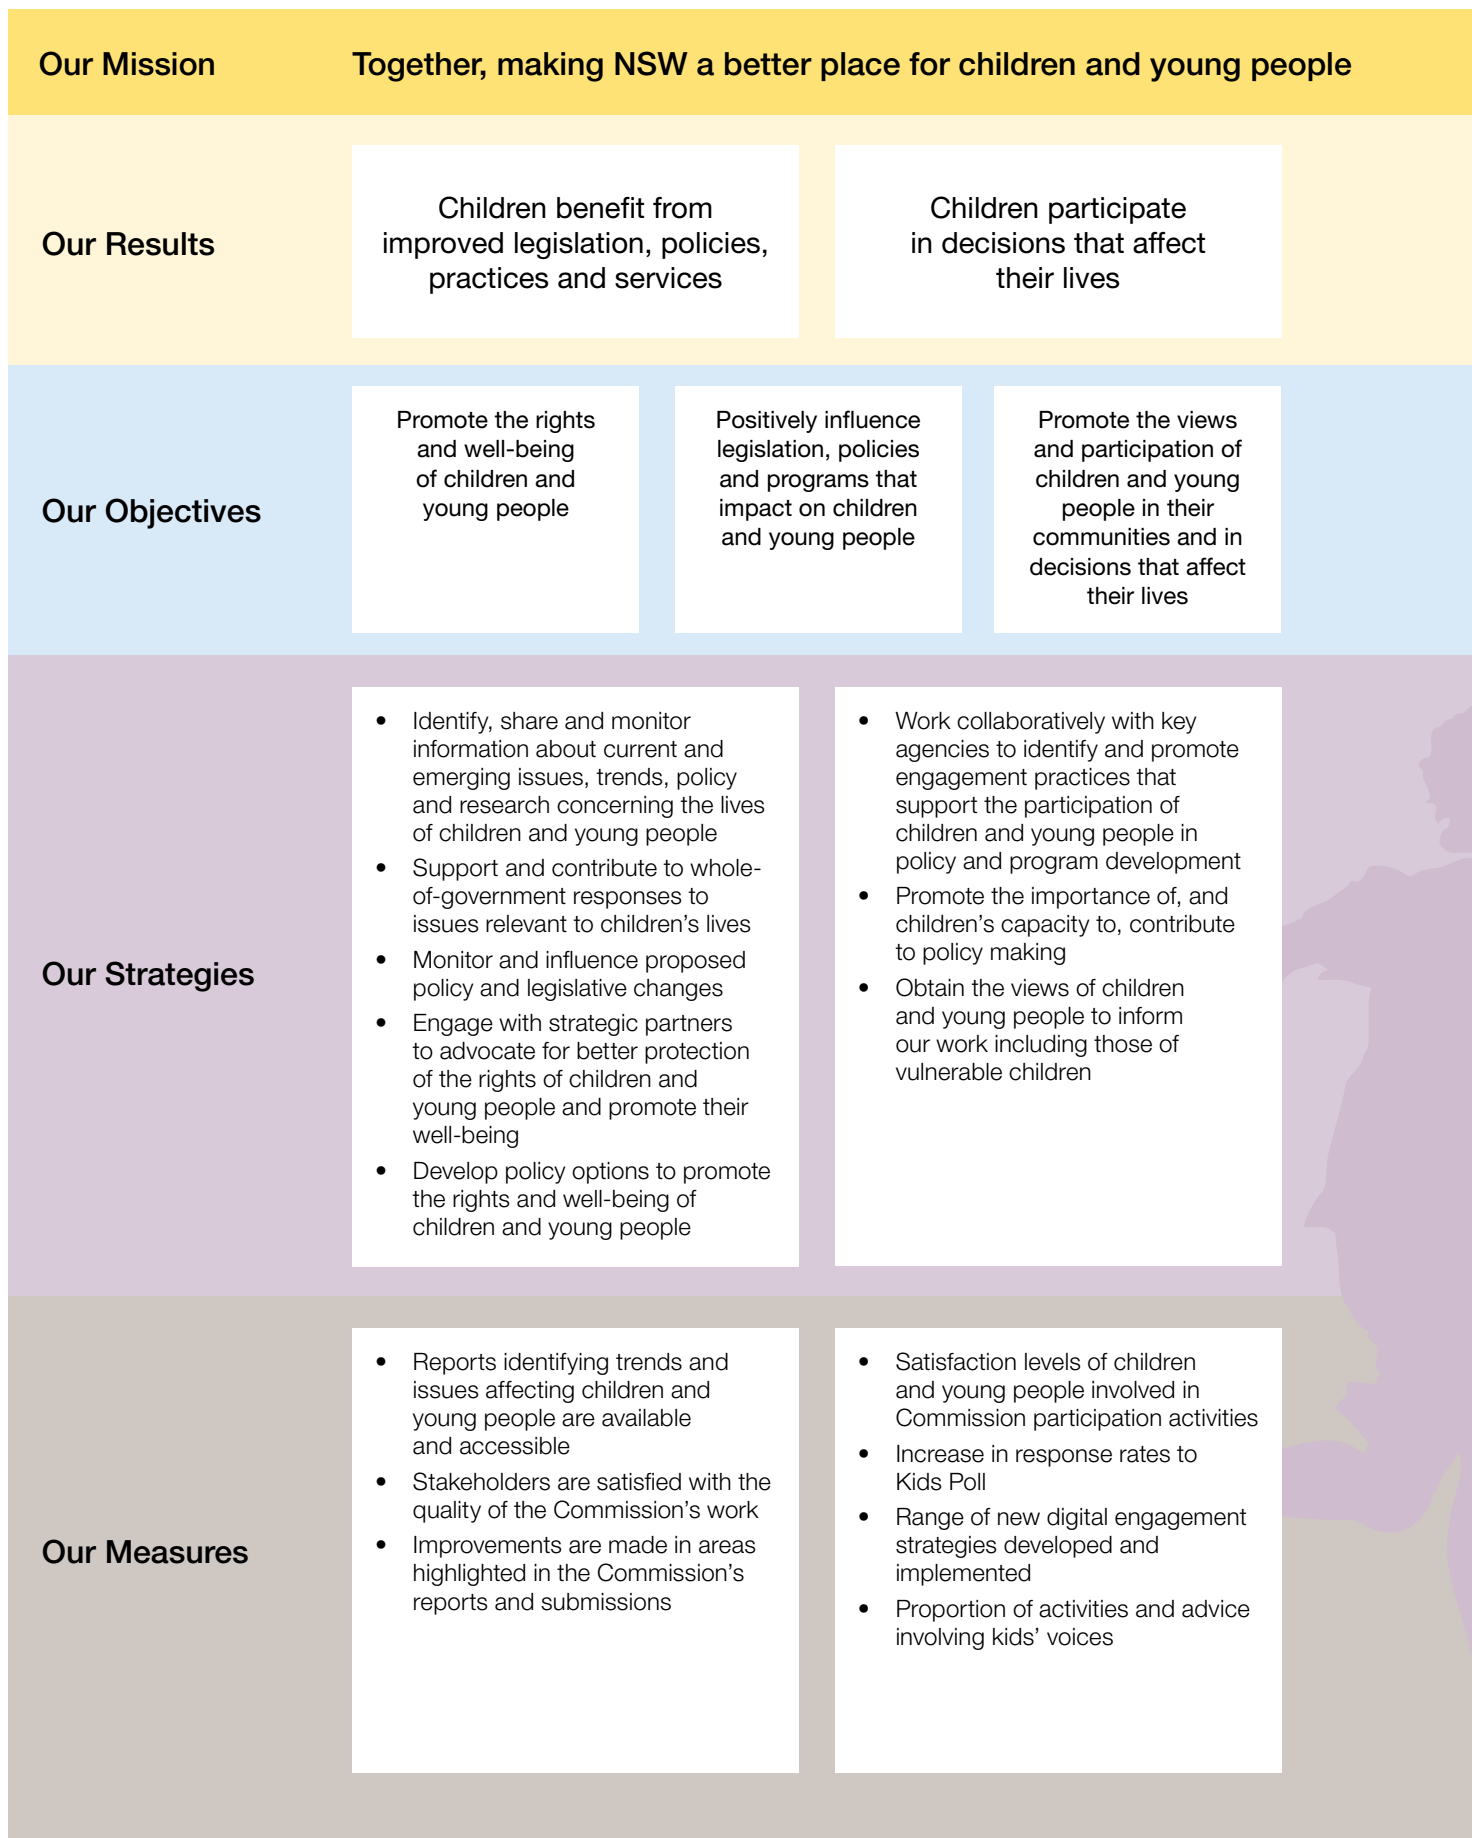 Our Mission
Together, making NSW a better place for children and young people
Our Results
Children benefit from
improved legislation, policies,
practices and services
Children participate
in decisions that affect
their lives
Our Objectives
Promote the rights
and well-being
of children and
young people
Positively influence
legislation, policies
and programs that
impact on children
and young people
Promote the views
and participation of
children and young
people in their
communities and in
decisions that affect
their lives
Our Strategies
• Identify, share and monitor
information about current and
emerging issues, trends, policy
and research concerning the lives
of children and young people
• Support and contribute to whole-
of-government responses to
issues relevant to children's lives
• Monitor and influence proposed
policy and legislative changes
• Engage with strategic partners
to advocate for better protection
of the rights of children and
young people and promote their
well-being
• Develop policy options to promote
the rights and well-being of
children and young people
• Work collaboratively with key
agencies to identify and promote
engagement practices that
support the participation of
children and young people in
policy and program development
• Promote the importance of, and
children's capacity to, contribute
to policy making
• Obtain the views of children
and young people to inform
our work including those of
vulnerable children
Our Measures
• Reports identifying trends and
issues affecting children and
young people are available
and accessible
• Stakeholders are satisfied with the
quality of the Commission's work
• Improvements are made in areas
highlighted in the Commission's
reports and submissions
• Satisfaction levels of children
and young people involved in
Commission participation activities
• Increase in response rates to
Kids Poll
• Range of new digital engagement
strategies developed and
implemented
• Proportion of activities and advice
involving kids' voices